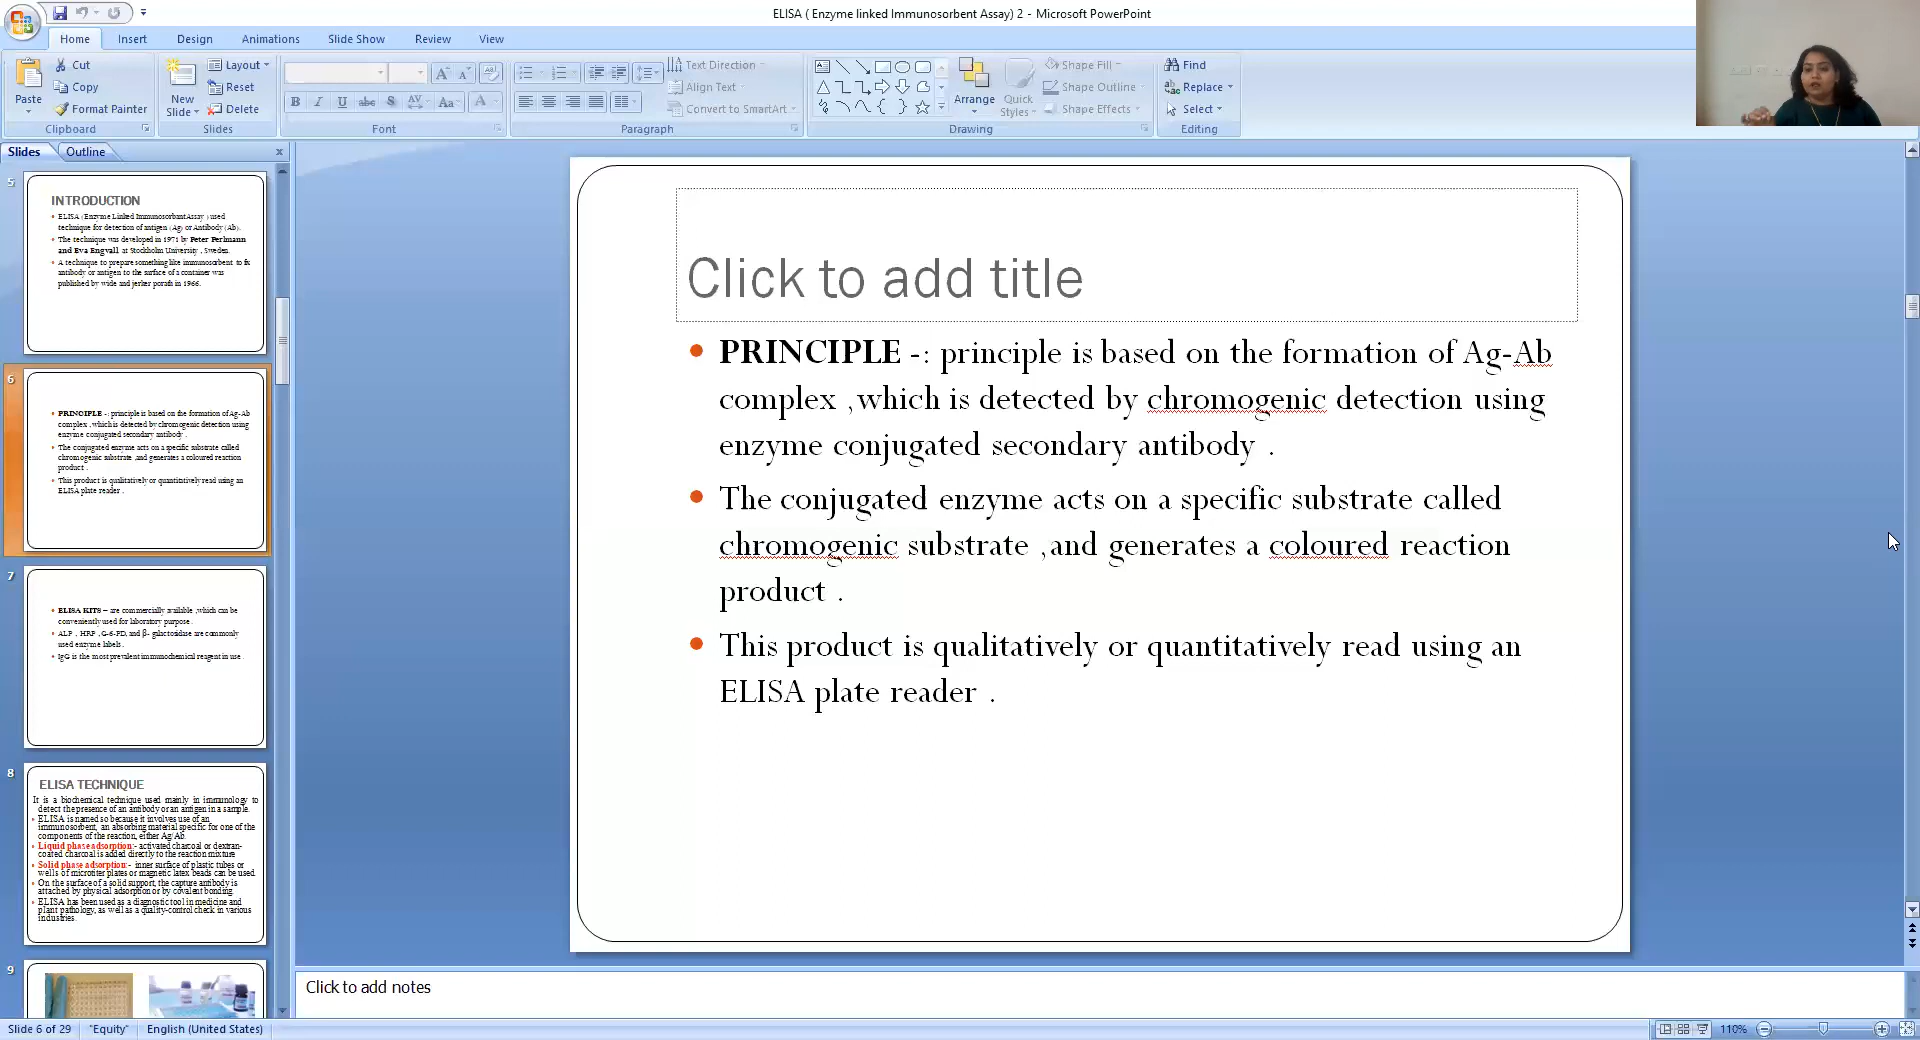 ELISA ( Enzyme linked Immunosorbent Assay) 2 - Microsoft PowerPoint
Home Insert Design Animations Slide Show Review View
Paste
Cut
Copy
Format Painter
Clipboard
New Slide
Layout
Reset
Delete
Slides
Font
Text Direction
Align Text
Convert to SmartArt
Paragraph
Arrange
Quick Styles
Shape Fill
Shape Outline
Shape Effects
Drawing
Find
Replace
Select
Editing
Slides Outline
5
INTRODUCTION
ELISA (Enzyme Linked ImmunosorbantAssay ) used
technique for detection of antigen (Ag) or Antibody (Ab).
The technique was developed in 1971 by Peter Perlmann
and Eva Engvall at Stockholm University , Sweden.
A technique to prepare something like immunosorbent to fix
antibody or antigen to the surface of a container was
published by wide and jerker porath in 1966.
6
PRINCIPLE -: principle is based on the formation of Ag-Ab
complex ,which is detected by chromogenic detection using
enzyme conjugated secondary antibody .
The conjugated enzyme acts on a specific substrate called
chromogenic substrate ,and generates a coloured reaction
product .
This product is qualitatively or quantitatively read using an
ELISA plate reader .
7
ELISA KITS – are commercially available ,which can be
conveniently used for laboratory purpose .
ALP , HRP , G-6-PD, and β- galactosidase are commonly
used enzyme labels .
IgG is the most prevalent immunochemical reagent in use .
8
ELISA TECHNIQUE
It is a biochemical technique used mainly in immunology to
detect the presence of an antibody or an antigen in a sample.
ELISA is named so because it involves use of an
immunosorbent, an absorbing material specific for one of the
components of the reaction, either Ag/Ab.
Liquid phase adsorption:- activated charcoal or dextran-
coated charcoal is added directly to the reaction mixture
Solid phase adsorption:- inner surface of plastic tubes or
wells of microtiter plates or magnetic latex beads can be used.
On the surface of a solid support, the capture antibody is
attached by physical adsorption or by covalent bonding.
ELISA has been used as a diagnostic tool in medicine and
plant pathology, as well as a quality-control check in various
industries.
9
Click to add title
PRINCIPLE -: principle is based on the formation of Ag-Ab
complex ,which is detected by chromogenic detection using
enzyme conjugated secondary antibody .
The conjugated enzyme acts on a specific substrate called
chromogenic substrate ,and generates a coloured reaction
product .
This product is qualitatively or quantitatively read using an
ELISA plate reader .
Click to add notes
Slide 6 of 29 "Equity" English (United States) 110%